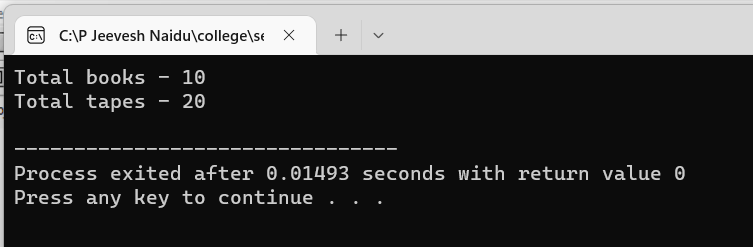 C:\P Jeevesh Naidu\college\se
Total books - 10
Total tapes - 20
--------------------------------
Process exited after 0.01493 seconds with return value 0
Press any key to continue . . .